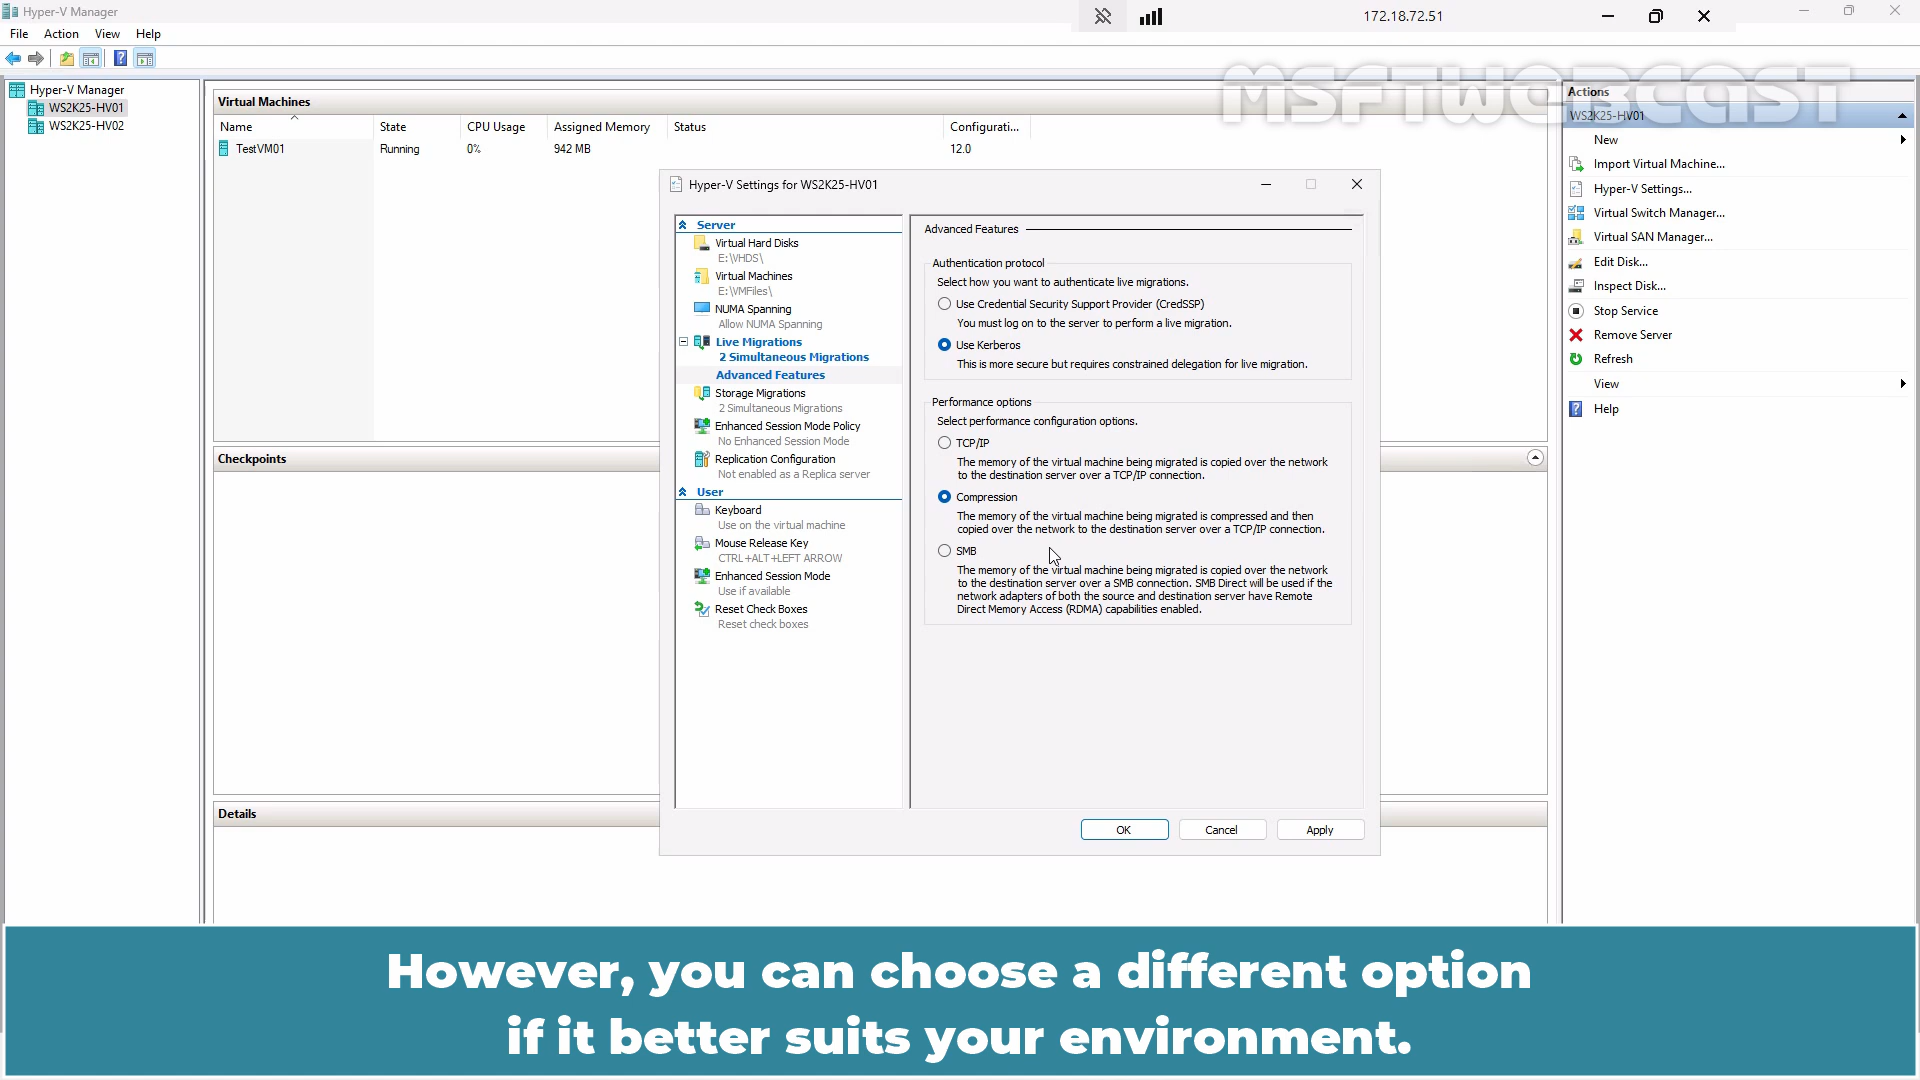 Hyper-V Manager
172.18.72.51
File Action View Help
MSFTWEBCAST
Hyper-V Manager
WS2K25-HV01
WS2K25-HV02
Virtual Machines
Name State CPU Usage Assigned Memory Status Configurati...
TestVM01 Running 0% 942 MB 12.0
Checkpoints
Details
Hyper-V Settings for WS2K25-HV01
Server
Virtual Hard Disks
E:\VHDS\
Virtual Machines
E:\VMFiles\
NUMA Spanning
Allow NUMA Spanning
Live Migrations
2 Simultaneous Migrations
Advanced Features
Storage Migrations
2 Simultaneous Migrations
Enhanced Session Mode Policy
No Enhanced Session Mode
Replication Configuration
Not enabled as a Replica server
User
Keyboard
Use on the virtual machine
Mouse Release Key
CTRL+ALT+LEFT ARROW
Enhanced Session Mode
Use if available
Reset Check Boxes
Reset check boxes
Advanced Features
Authentication protocol
Select how you want to authenticate live migrations.
Use Credential Security Support Provider (CredSSP)
You must log on to the server to perform a live migration.
Use Kerberos
This is more secure but requires constrained delegation for live migration.
Performance options
Select performance configuration options.
TCP/IP
The memory of the virtual machine being migrated is copied over the network
to the destination server over a TCP/IP connection.
Compression
The memory of the virtual machine being migrated is compressed and then
copied over the network to the destination server over a TCP/IP connection.
SMB
The memory of the virtual machine being migrated is copied over the network
to the destination server over a SMB connection. SMB Direct will be used if the
network adapters of both the source and destination server have Remote
Direct Memory Access (RDMA) capabilities enabled.
OK Cancel Apply
Actions
WS2K25-HV01
New
Import Virtual Machine...
Hyper-V Settings...
Virtual Switch Manager...
Virtual SAN Manager...
Edit Disk...
Inspect Disk...
Stop Service
Remove Server
Refresh
View
Help
However, you can choose a different option
if it better suits your environment.